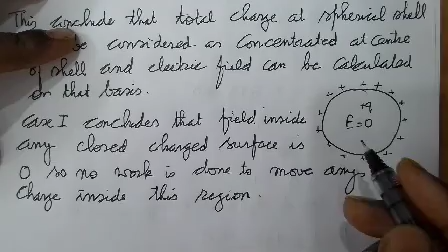 This conclude that total charge at spherical shell
be considered as concentrated at centre
of shell and electric field can be calculated
on that basis.
Case I concludes that field inside
any closed charged surface is
0 so no work is done to move any
charge inside this region.
+q
E = 0